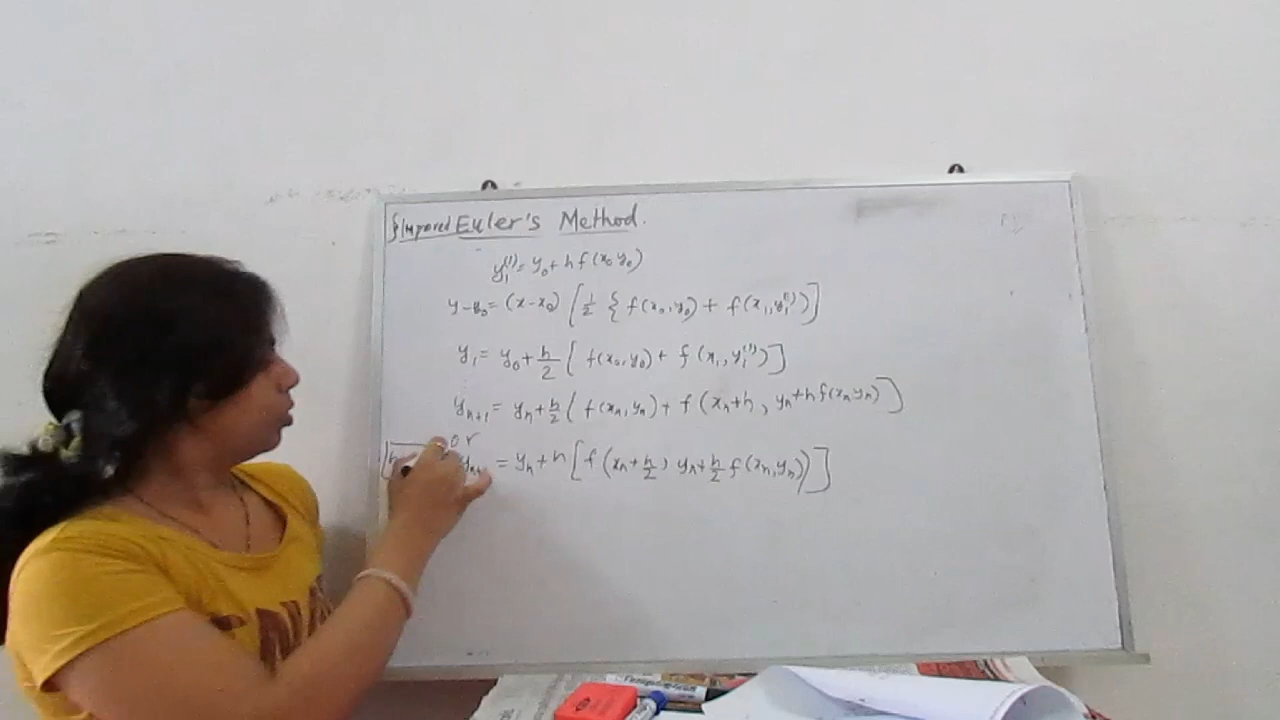 Improved Euler's Method.
y₁⁽¹⁾ = y₀ + h f(x₀ y₀)
y - y₀ = (x - x₀) [ 1/2 { f(x₀, y₀) + f(x₁, y₁⁽¹⁾) ]
y₁ = y₀ + h/2 [ f(x₀, y₀) + f(x₁, y₁⁽¹⁾) ]
yₙ₊₁ = yₙ + h/2 [ f(xₙ, yₙ) + f(xₙ + h, yₙ + h f(xₙ yₙ) ]
or
yₙ₊₁ = yₙ + h [ f(xₙ + h/2, yₙ + h/2 f(xₙ, yₙ)) ]